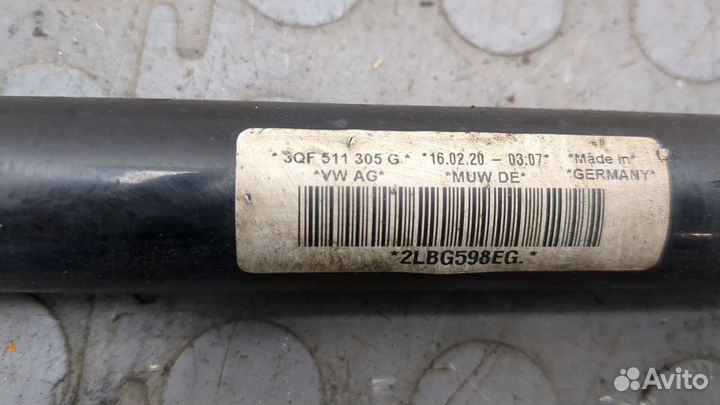 *3QF 511 305 G* *16.02.20 - 03:07* *Made in*
*VW AG* *MUW DE* *GERMANY*
*2LBG598EG.*
Avito